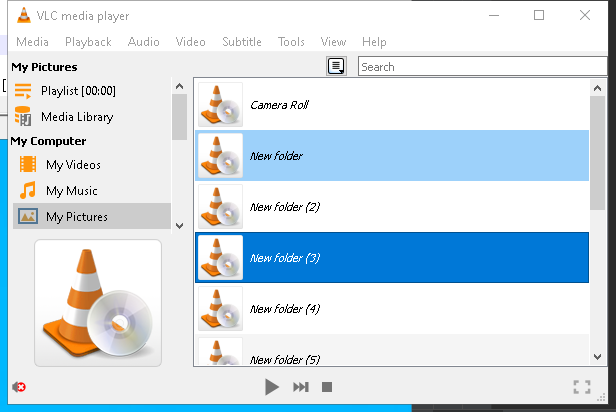 VLC media player
Media Playback Audio Video Subtitle Tools View Help
My Pictures
Search
Playlist [00:00]
Media Library
My Computer
My Videos
My Music
My Pictures
Camera Roll
New folder
New folder (2)
New folder (3)
New folder (4)
New folder (5)